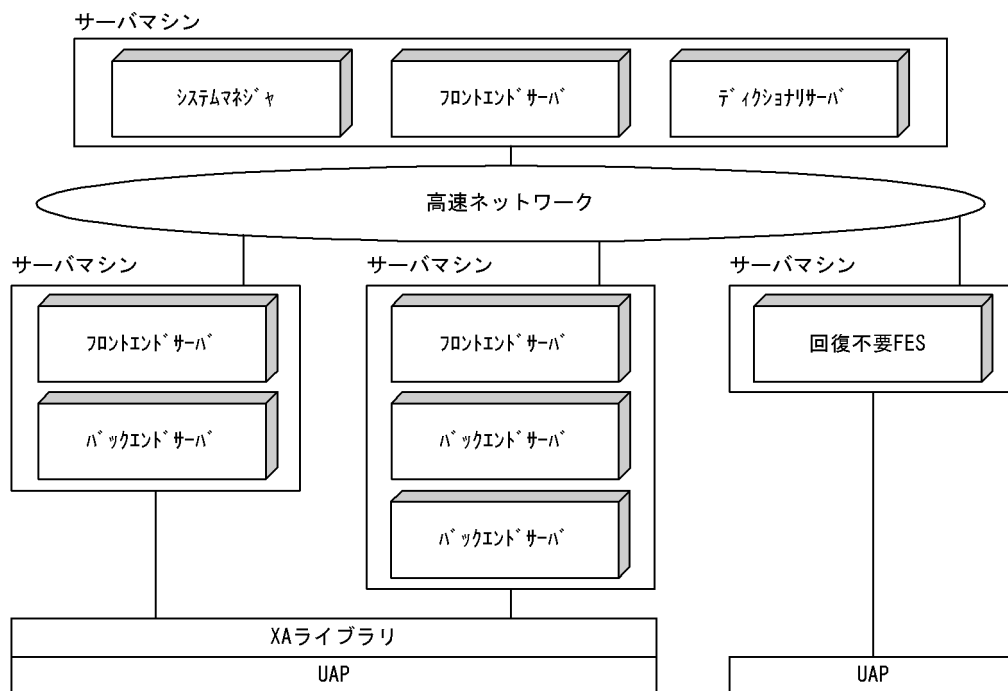 サーバマシン
ｼｽﾃﾑﾏﾈｼﾞｬ
ﾌﾛﾝﾄｴﾝﾄﾞｻｰﾊﾞ
ﾃﾞｨｸｼｮﾅﾘｻｰﾊﾞ
高速ネットワーク
サーバマシン
ﾌﾛﾝﾄｴﾝﾄﾞｻｰﾊﾞ
ﾊﾞｯｸｴﾝﾄﾞｻｰﾊﾞ
サーバマシン
ﾌﾛﾝﾄｴﾝﾄﾞｻｰﾊﾞ
ﾊﾞｯｸｴﾝﾄﾞｻｰﾊﾞ
ﾊﾞｯｸｴﾝﾄﾞｻｰﾊﾞ
サーバマシン
回復不要FES
XAライブラリ
UAP
UAP